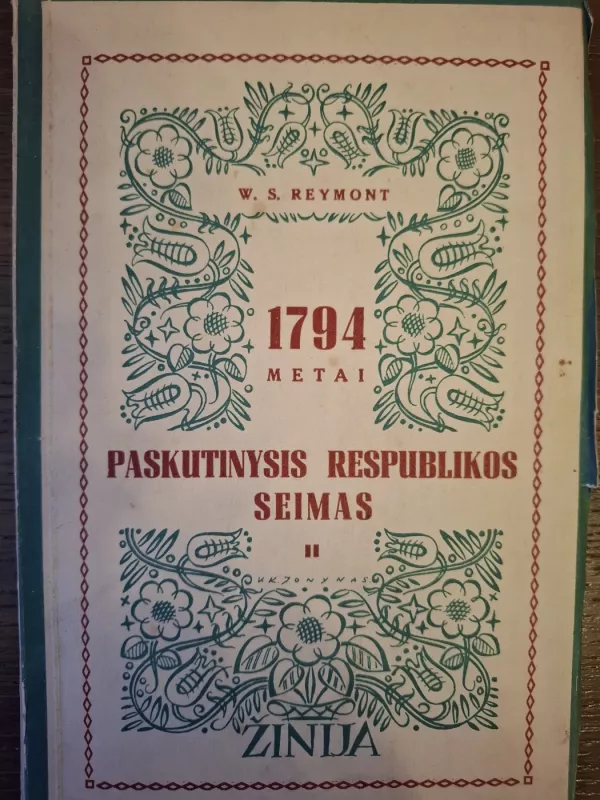 W. S. REYMONT
1794
METAI
PASKUTINYSIS RESPUBLIKOS
SEIMAS
II
V.K.JONYNAS
ŽINIJA